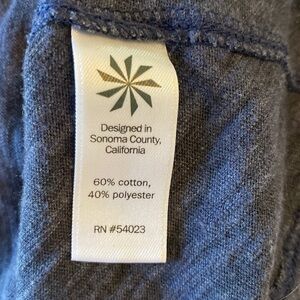 Designed in
Sonoma County,
California
60% cotton,
40% polyester
RN #54023